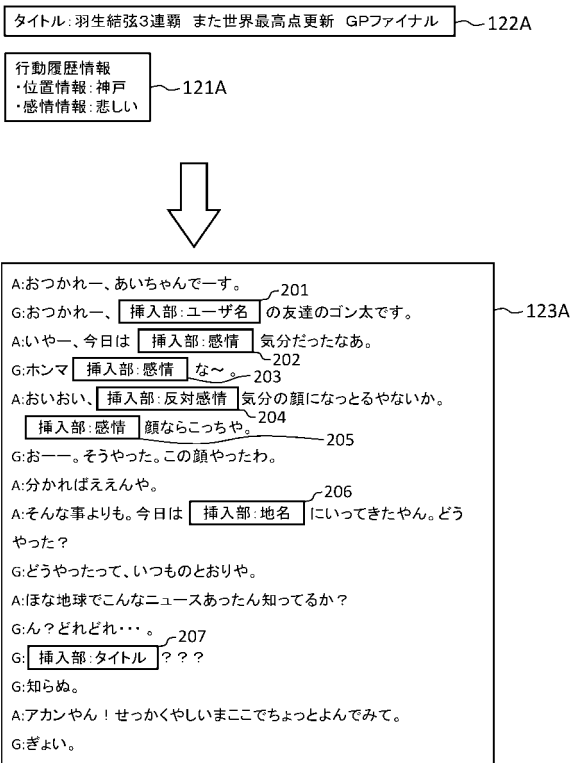 タイトル:羽生結弦3連覇 また世界最高点更新 GPファイナル
122A
行動履歴情報
・位置情報:神戸
・感情情報:悲しい
121A
123A
A:おつかれー、あいちゃんでーす。
201
G:おつかれー、 挿入部:ユーザ名 の友達のゴン太です。
A:いやー、今日は 挿入部:感情 気分だったなあ。
202
G:ホンマ 挿入部:感情 な～。
203
A:おいおい、 挿入部:反対感情 気分の顔になっとるやないか。
204
挿入部:感情 顔ならこっちや。
205
G:おーー。そうやった。この顔やったわ。
A:分かればええんや。
206
A:そんな事よりも。今日は 挿入部:地名 にいってきたやん。どう
やった？
G:どうやったって、いつものとおりや。
A:ほな地球でこんなニュースあったん知ってるか？
G:ん？どれどれ・・・。
207
G: 挿入部:タイトル ？？？
G:知らぬ。
A:アカンやん！せっかくやしいまここでちょっとよんでみて。
G:ぎょい。